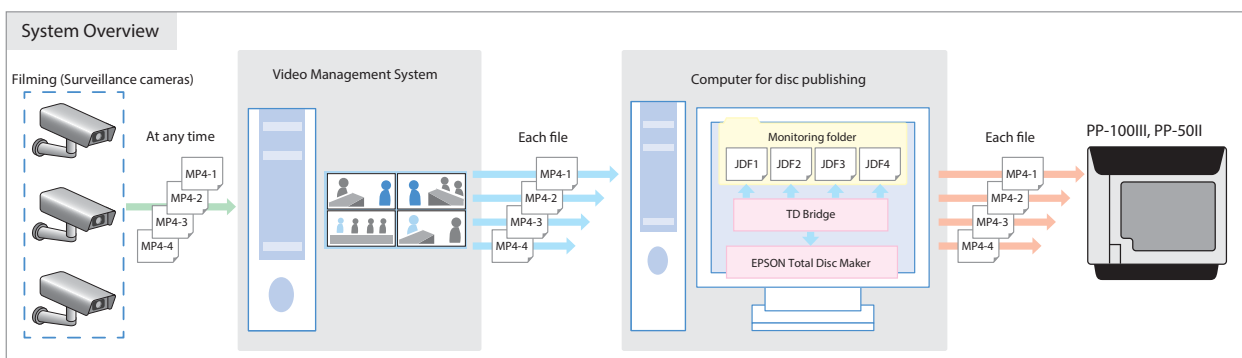 System Overview
Filming (Surveillance cameras)
At any time
MP4-1
MP4-2
MP4-3
MP4-4
Video Management System
Each file
MP4-1
MP4-2
MP4-3
MP4-4
Computer for disc publishing
Monitoring folder
JDF1 JDF2 JDF3 JDF4
TD Bridge
EPSON Total Disc Maker
Each file
MP4-1
MP4-2
MP4-3
MP4-4
PP-100III, PP-50II